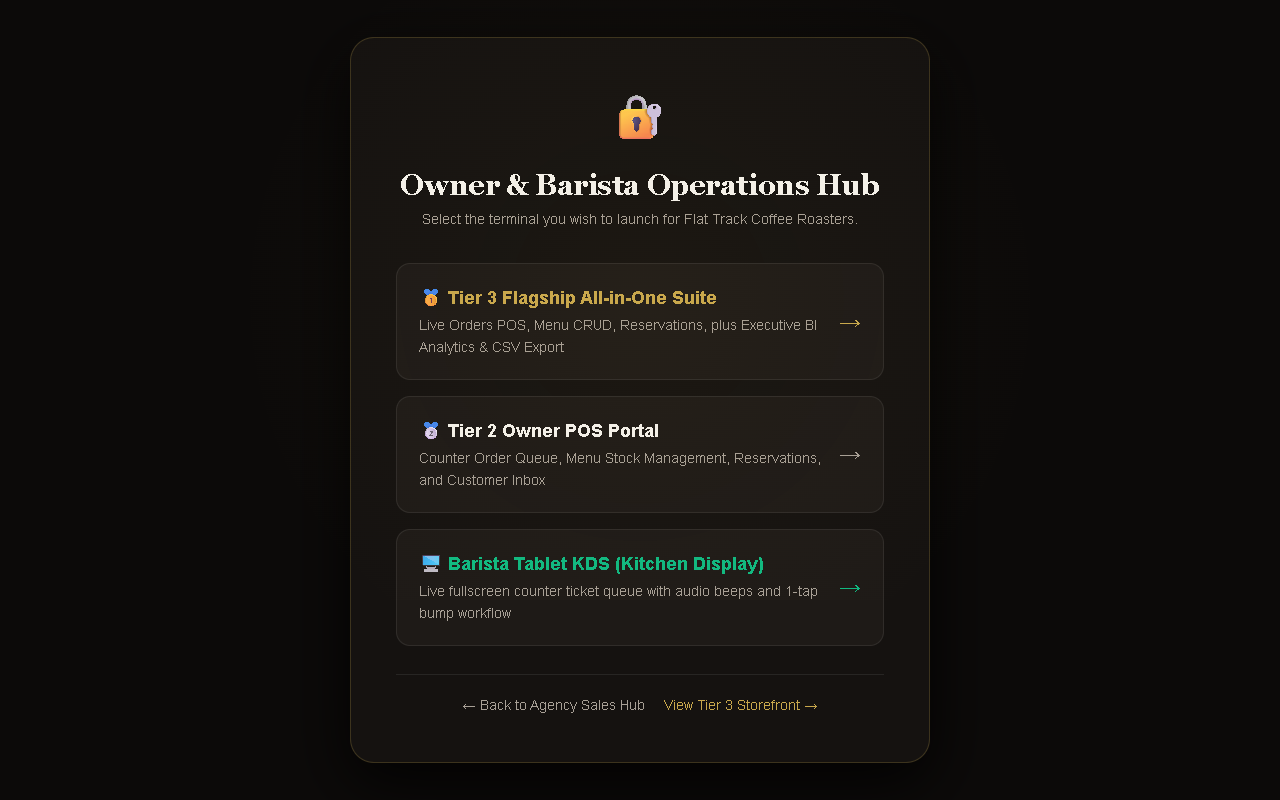 Owner & Barista Operations Hub
Select the terminal you wish to launch for Flat Track Coffee Roasters.
🥇 Tier 3 Flagship All-in-One Suite
Live Orders POS, Menu CRUD, Reservations, plus Executive BI
Analytics & CSV Export
→
🥈 Tier 2 Owner POS Portal
Counter Order Queue, Menu Stock Management, Reservations,
and Customer Inbox
→
🖥️ Barista Tablet KDS (Kitchen Display)
Live fullscreen counter ticket queue with audio beeps and 1-tap
bump workflow
→
← Back to Agency Sales Hub
View Tier 3 Storefront →